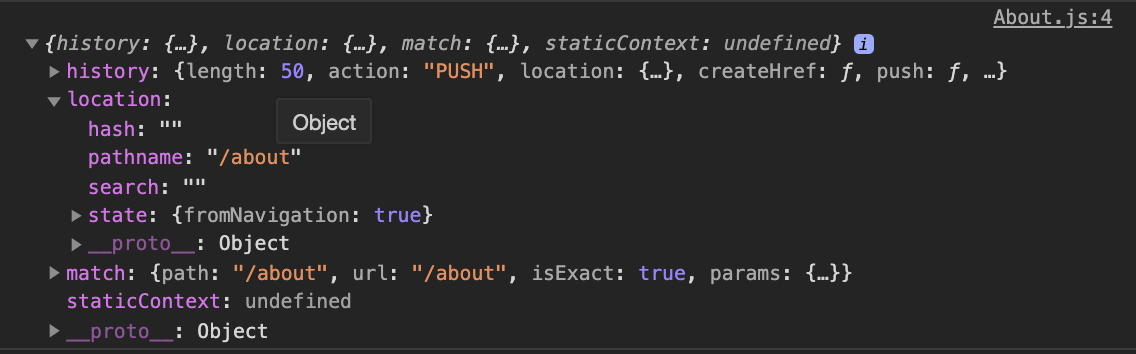 About.js:4
▼{history: {…}, location: {…}, match: {…}, staticContext: undefined} i
▶history: {length: 50, action: "PUSH", location: {…}, createHref: ƒ, push: ƒ, …}
▼location:
hash: ""
Object
pathname: "/about"
search: ""
▶state: {fromNavigation: true}
▶__proto__: Object
▶match: {path: "/about", url: "/about", isExact: true, params: {…}}
staticContext: undefined
▶__proto__: Object